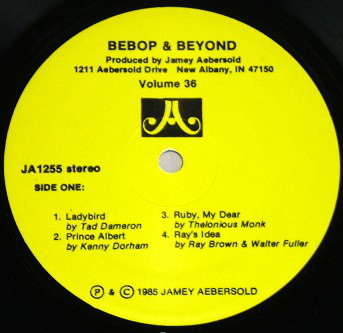 BEBOP & BEYOND
Produced by Jamey Aebersold
1211 Aebersold Drive New Albany, IN 47150
Volume 36
JA
JA1255 stereo
SIDE ONE:
1. Ladybird
by Tad Dameron
2. Prince Albert
by Kenny Dorham
3. Ruby, My Dear
by Thelonious Monk
4. Ray's Idea
by Ray Brown & Walter Fuller
Ⓟ & © 1985 JAMEY AEBERSOLD